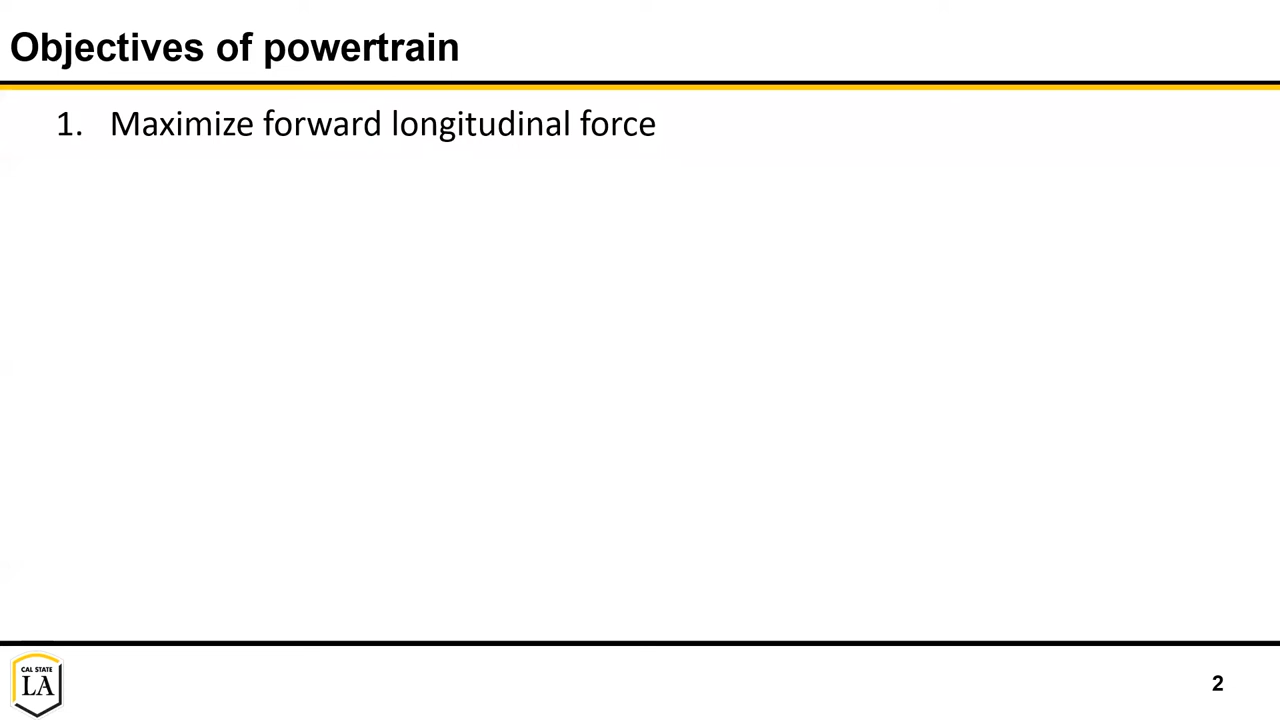 Objectives of powertrain
1. Maximize forward longitudinal force
CAL STATE
LA
2